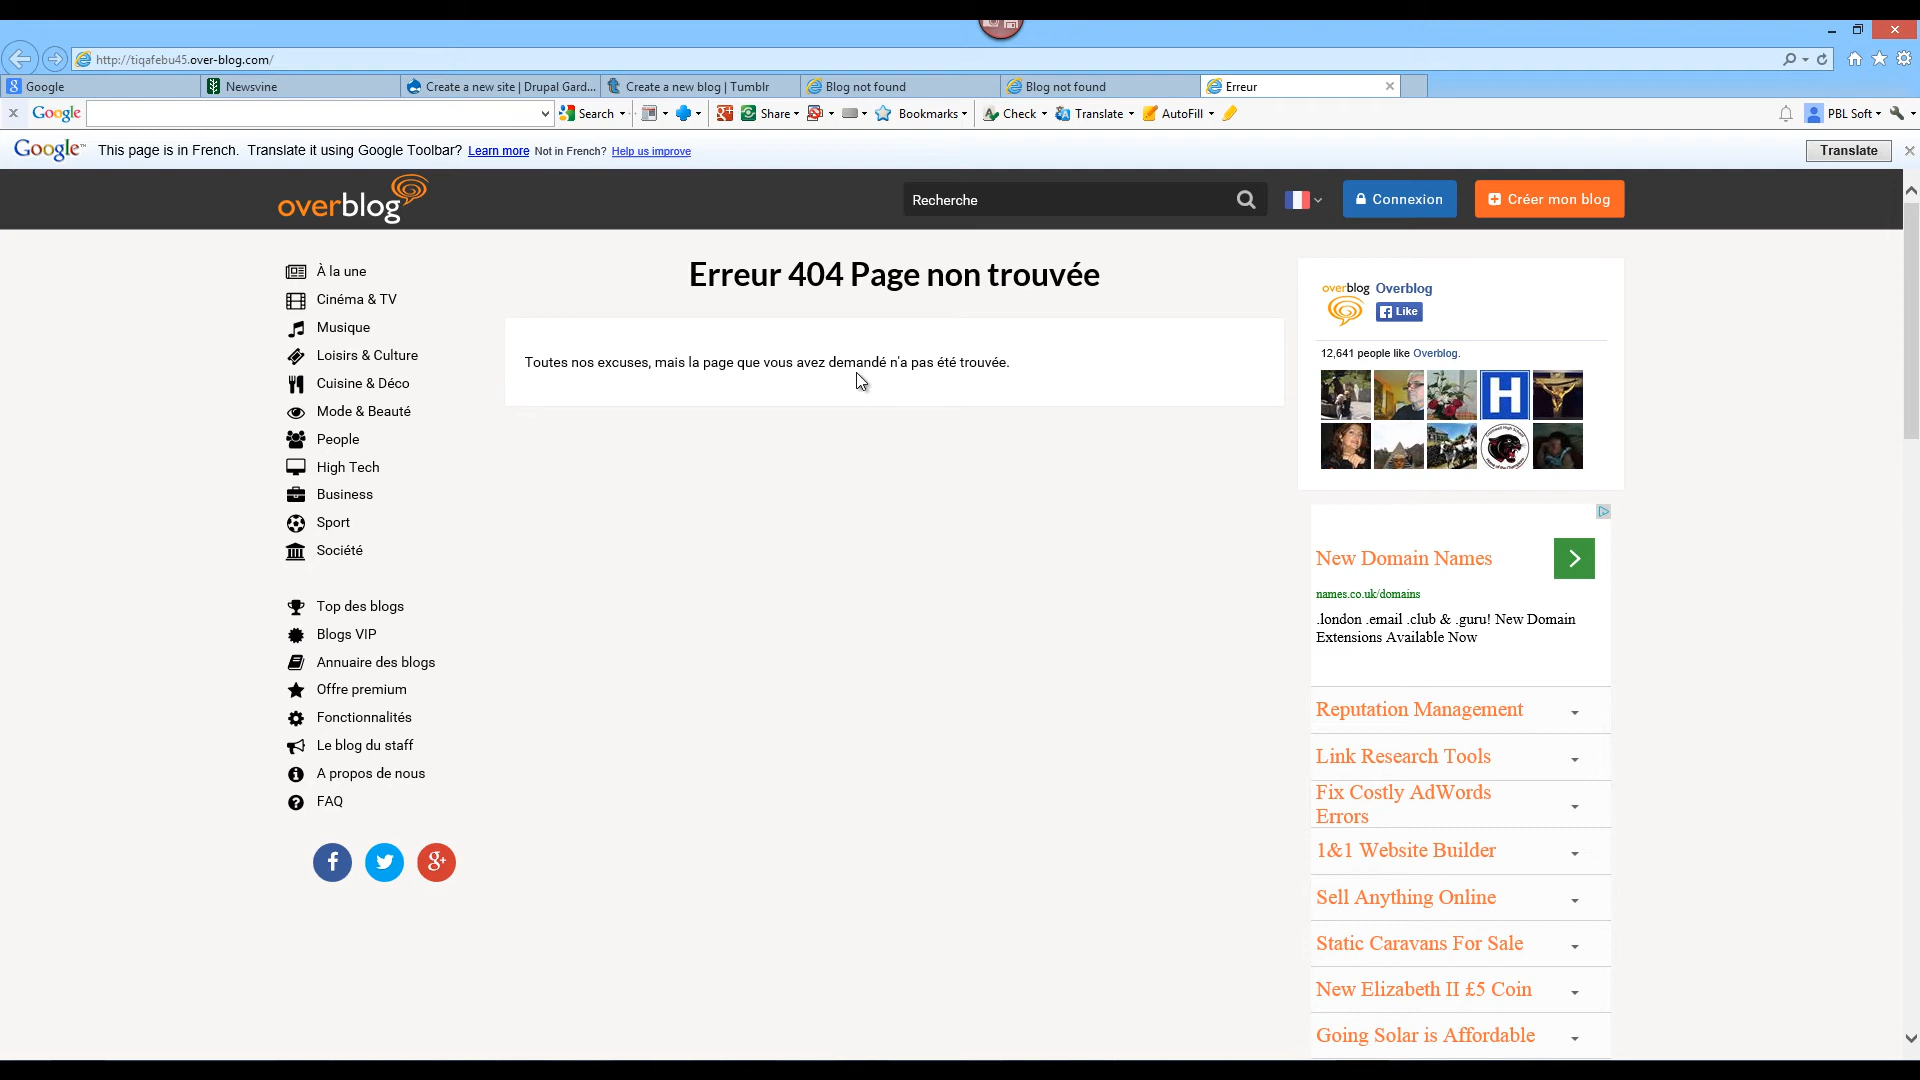 http://tiqafebu45.over-blog.com/
Google
Newsvine
Create a new site | Drupal Gard...
Create a new blog | Tumblr
Blog not found
Blog not found
Erreur
Google
Search
Share
Bookmarks
Check
Translate
AutoFill
PBL Soft
Google™ This page is in French. Translate it using Google Toolbar? Learn more Not in French? Help us improve
Translate
overblog
Recherche
Connexion
Créer mon blog
À la une
Cinéma & TV
Musique
Loisirs & Culture
Cuisine & Déco
Mode & Beauté
People
High Tech
Business
Sport
Société
Top des blogs
Blogs VIP
Annuaire des blogs
Offre premium
Fonctionnalités
Le blog du staff
A propos de nous
FAQ
Erreur 404 Page non trouvée
Toutes nos excuses, mais la page que vous avez demandé n'a pas été trouvée.
overblog
Overblog
Like
12,641 people like Overblog.
H
New Domain Names
names.co.uk/domains
.london .email .club & .guru! New Domain
Extensions Available Now
Reputation Management
Link Research Tools
Fix Costly AdWords
Errors
1&1 Website Builder
Sell Anything Online
Static Caravans For Sale
New Elizabeth II £5 Coin
Going Solar is Affordable